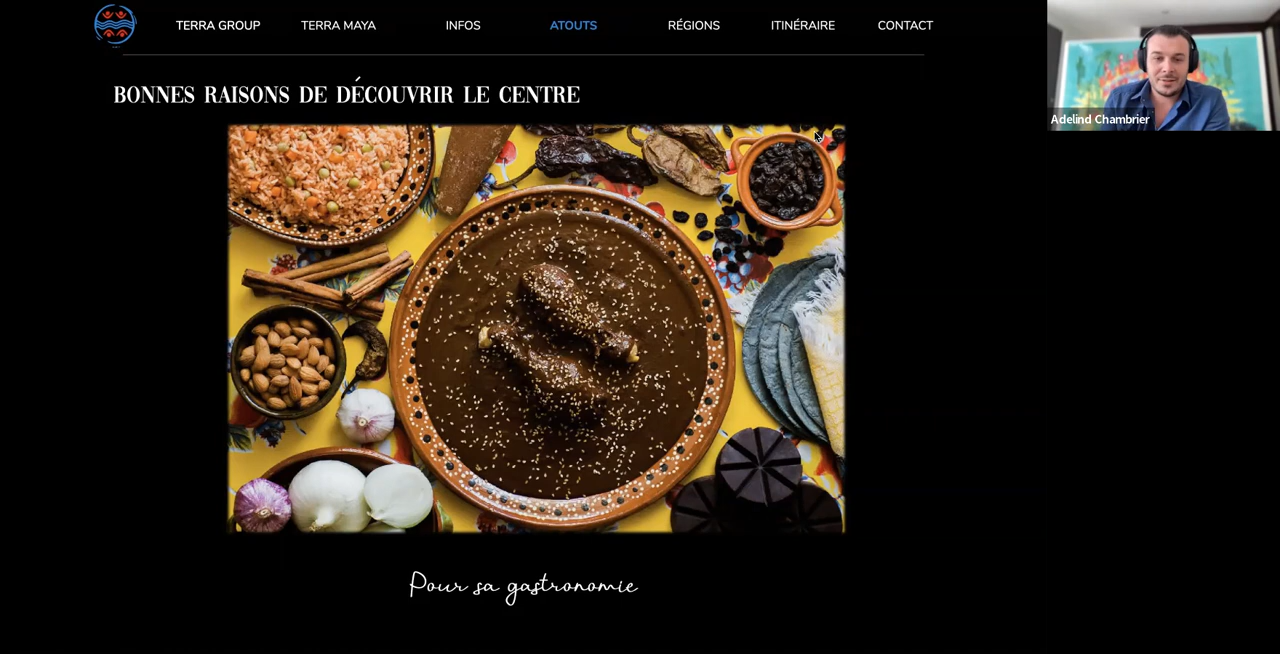 TERRA GROUP TERRA MAYA INFOS ATOUTS RÉGIONS ITINÉRAIRE CONTACT
Adelind Chambrier
BONNES RAISONS DE DÉCOUVRIR LE CENTRE
Pour sa gastronomie